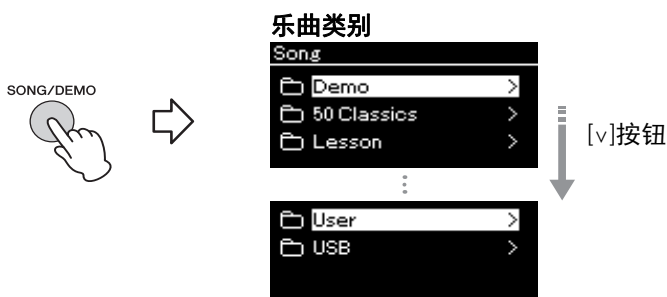 乐曲类别
Song
SONG/DEMO
Demo >
50 Classics >
Lesson >
[∨]按钮
User >
USB >